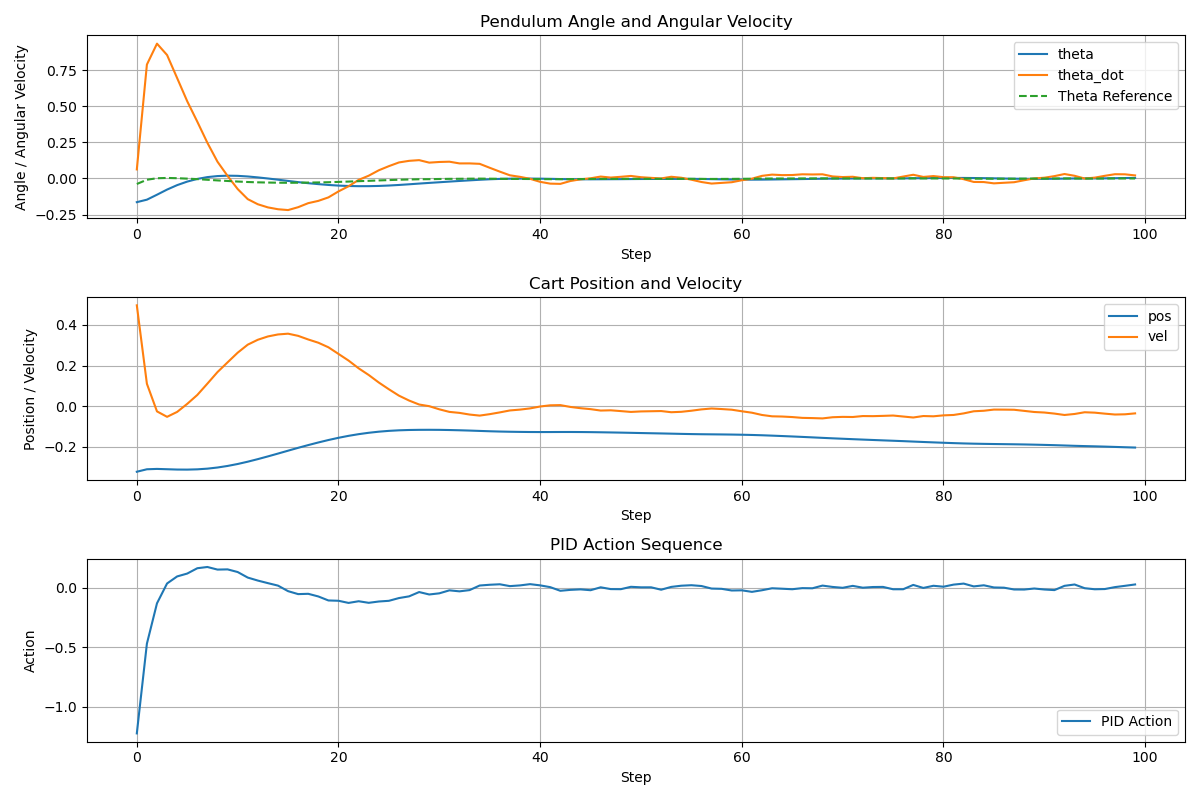 Pendulum Angle and Angular Velocity
Angle / Angular Velocity
0.75
0.50
0.25
0.00
−0.25
theta
theta_dot
Theta Reference
0 20 40 60 80 100
Step
Cart Position and Velocity
Position / Velocity
0.4
0.2
0.0
−0.2
pos
vel
0 20 40 60 80 100
Step
PID Action Sequence
Action
0.0
−0.5
−1.0
PID Action
0 20 40 60 80 100
Step